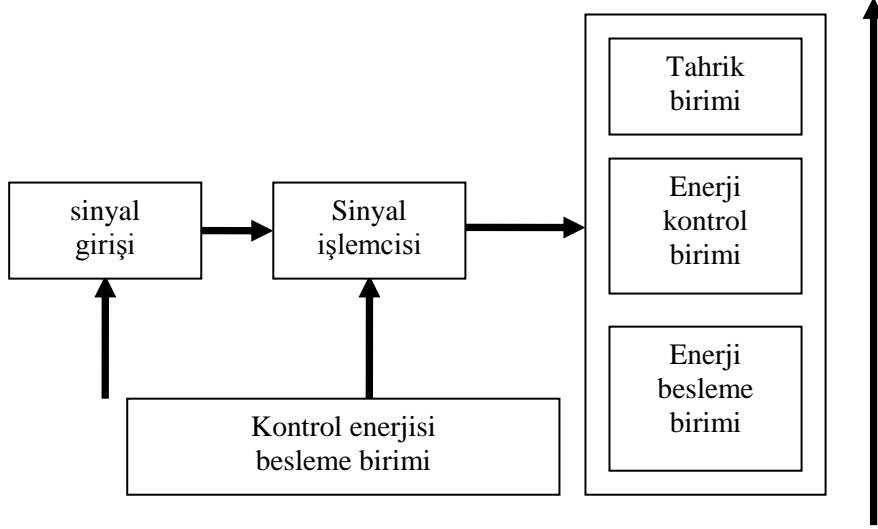 Tahrik
birimi
sinyal
girişi
Sinyal
işlemcisi
Enerji
kontrol
birimi
Enerji
besleme
birimi
Kontrol enerjisi
besleme birimi